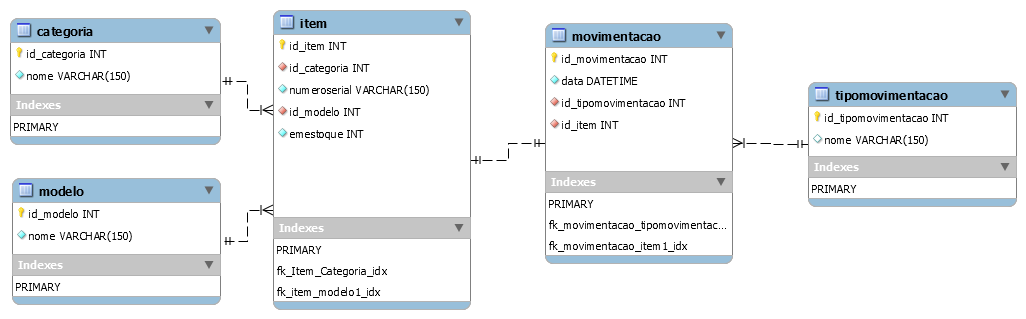 categoria
id_categoria INT
nome VARCHAR(150)
Indexes
PRIMARY
modelo
id_modelo INT
nome VARCHAR(150)
Indexes
PRIMARY
item
id_item INT
id_categoria INT
numeroserial VARCHAR(150)
id_modelo INT
emestoque INT
Indexes
PRIMARY
fk_Item_Categoria_idx
fk_item_modelo1_idx
movimentacao
id_movimentacao INT
data DATETIME
id_tipomovimentacao INT
id_item INT
Indexes
PRIMARY
fk_movimentacao_tipomovimentac...
fk_movimentacao_item1_idx
tipomovimentacao
id_tipomovimentacao INT
nome VARCHAR(150)
Indexes
PRIMARY